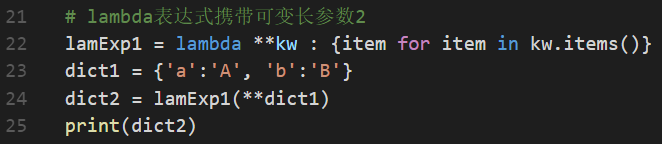 21 # lambda表达式携带可变长参数2
22 lamExp1 = lambda **kw : {item for item in kw.items()}
23 dict1 = {'a':'A', 'b':'B'}
24 dict2 = lamExp1(**dict1)
25 print(dict2)